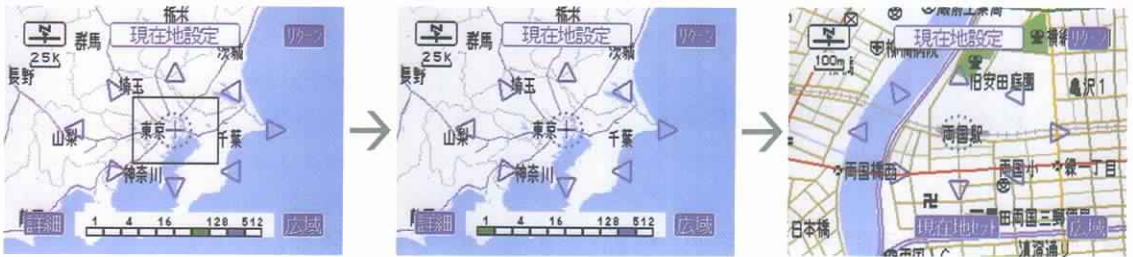 栃木
群馬
現在地設定
リターン
25k
茨城
長野
埼玉
山梨
東京
千葉
神奈川
詳細
1 4 16 128 512
広域
栃木
群馬
現在地設定
リターン
25k
茨城
長野
埼玉
山梨
東京
千葉
神奈川
詳細
1 4 16 128 512
広域
現在地設定
100m
旧安田庭園
亀沢1
両国駅
両国橋西
両国小
緑一丁目
卍
日本橋
現在地セット
広域
清澄通り